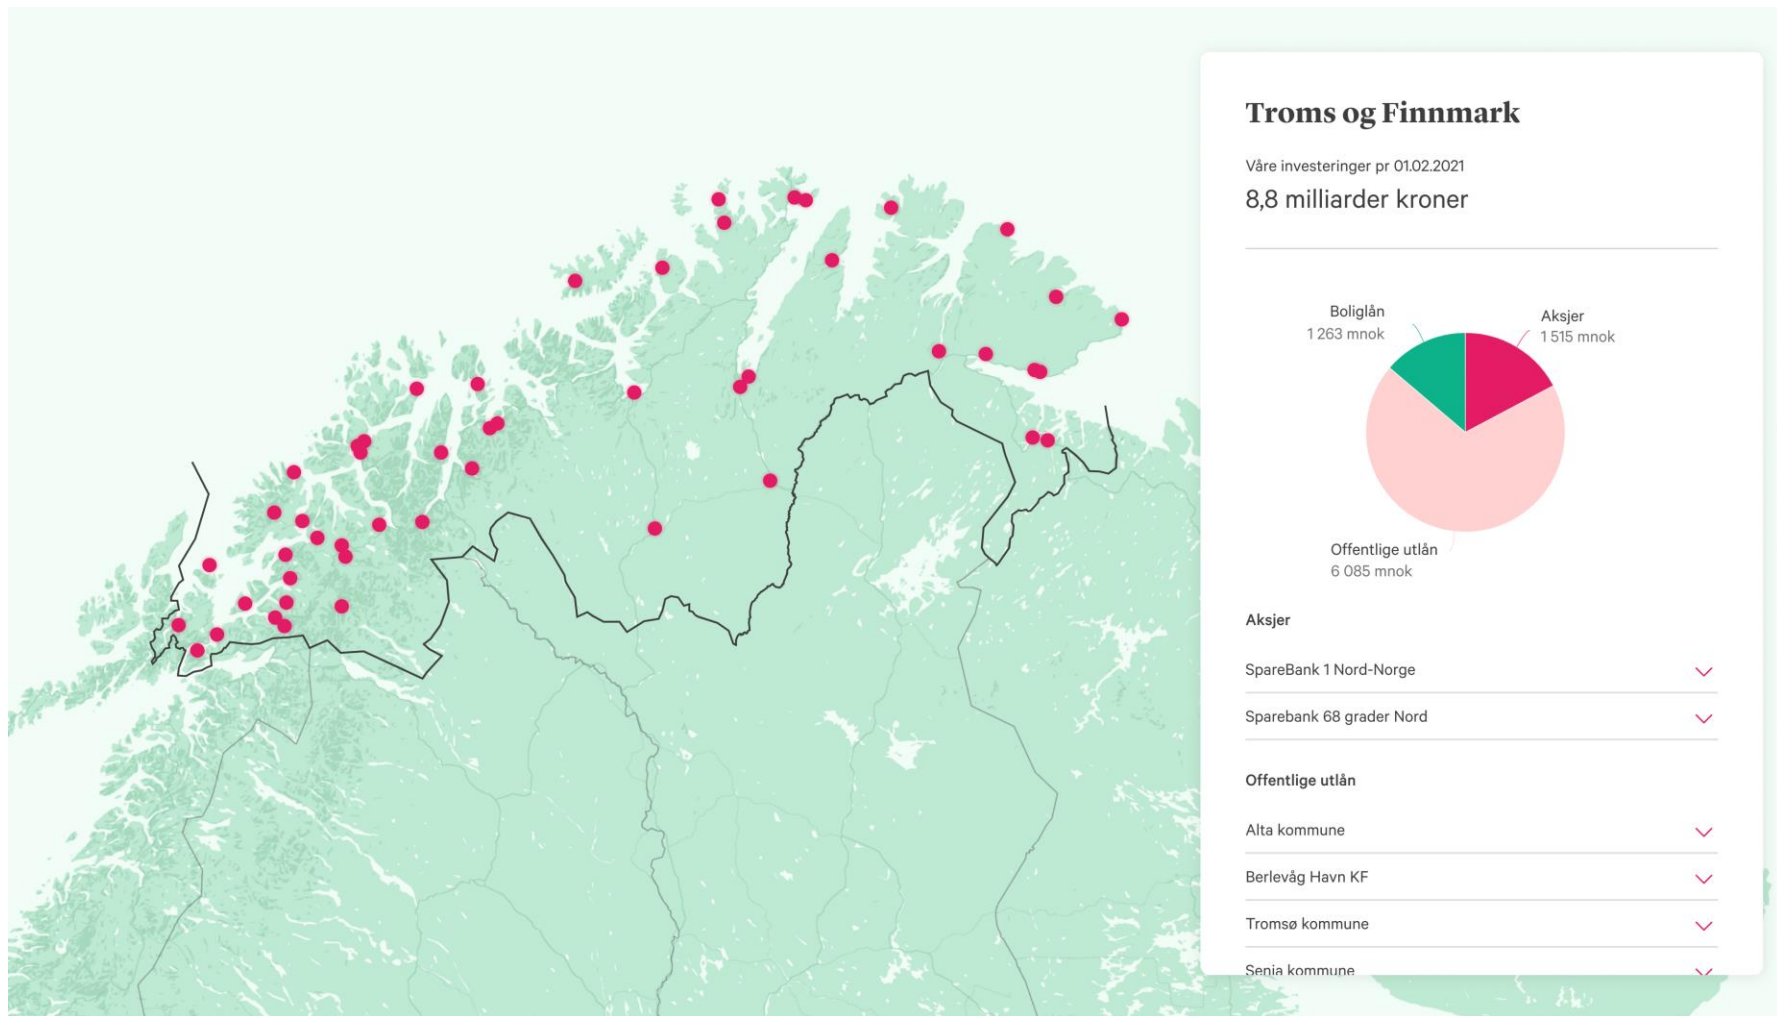 Troms og Finnmark
Våre investeringer pr 01.02.2021
8,8 milliarder kroner
Boliglån
1 263 mnok
Aksjer
1 515 mnok
Offentlige utlån
6 085 mnok
Aksjer
SpareBank 1 Nord-Norge
Sparebank 68 grader Nord
Offentlige utlån
Alta kommune
Berlevåg Havn KF
Tromsø kommune
Senja kommune